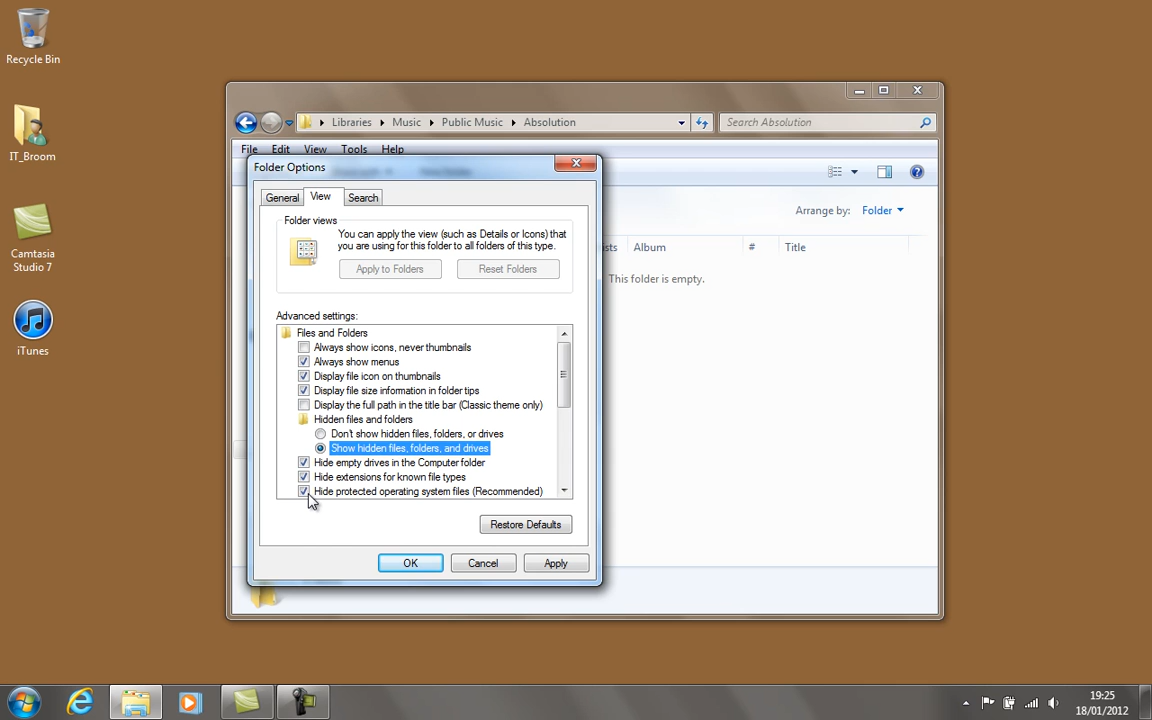 Recycle Bin
IT_Broom
Camtasia
Studio 7
iTunes
Libraries
Music
Public Music
Absolution
Search Absolution
File
Edit
View
Tools
Help
Folder Options
General
View
Search
Arrange by:
Folder
Folder views
You can apply the view (such as Details or Icons) that
you are using for this folder to all folders of this type.
Apply to Folders
Reset Folders
Album
#
Title
This folder is empty.
Advanced settings:
Files and Folders
Always show icons, never thumbnails
Always show menus
Display file icon on thumbnails
Display file size information in folder tips
Display the full path in the title bar (Classic theme only)
Hidden files and folders
Don't show hidden files, folders, or drives
Show hidden files, folders, and drives
Hide empty drives in the Computer folder
Hide extensions for known file types
Hide protected operating system files (Recommended)
Restore Defaults
OK
Cancel
Apply
19:25
18/01/2012